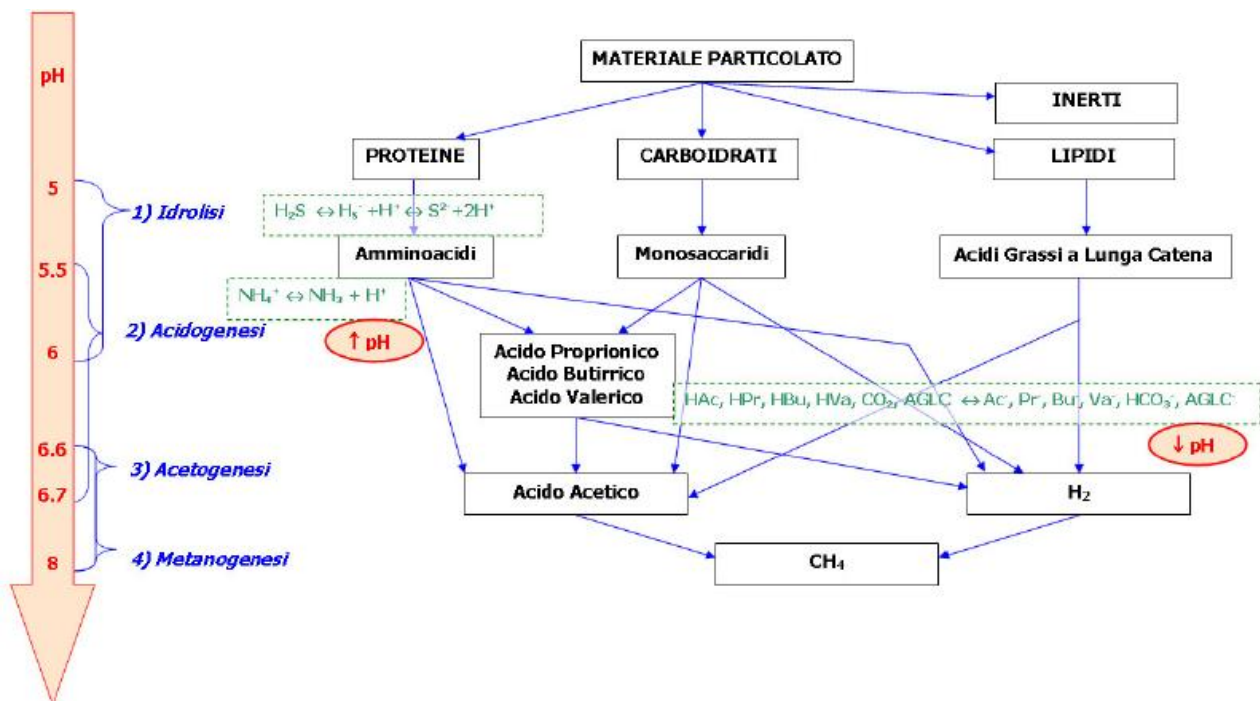 pH
MATERIALE PARTICOLATO
INERTI
PROTEINE
CARBOIDRATI
LIPIDI
5
1) Idrolisi
H₂S ↔ Hₛ⁻ +H⁺ ↔ S²⁻+2H⁺
Amminoacidi
Monosaccaridi
Acidi Grassi a Lunga Catena
5.5
NH₄⁺ ↔ NH₃ + H⁺
2) Acidogenesi
↑ pH
6
Acido Proprionico
Acido Butirrico
Acido Valerico
HAc, HPr, HBu, HVa, CO₂, AGLC ↔ Ac⁻, Pr⁻, Bu⁻, Va⁻, HCO₃⁻, AGLC⁻
↓ pH
6.6
3) Acetogenesi
6.7
Acido Acetico
H₂
8
4) Metanogenesi
CH₄